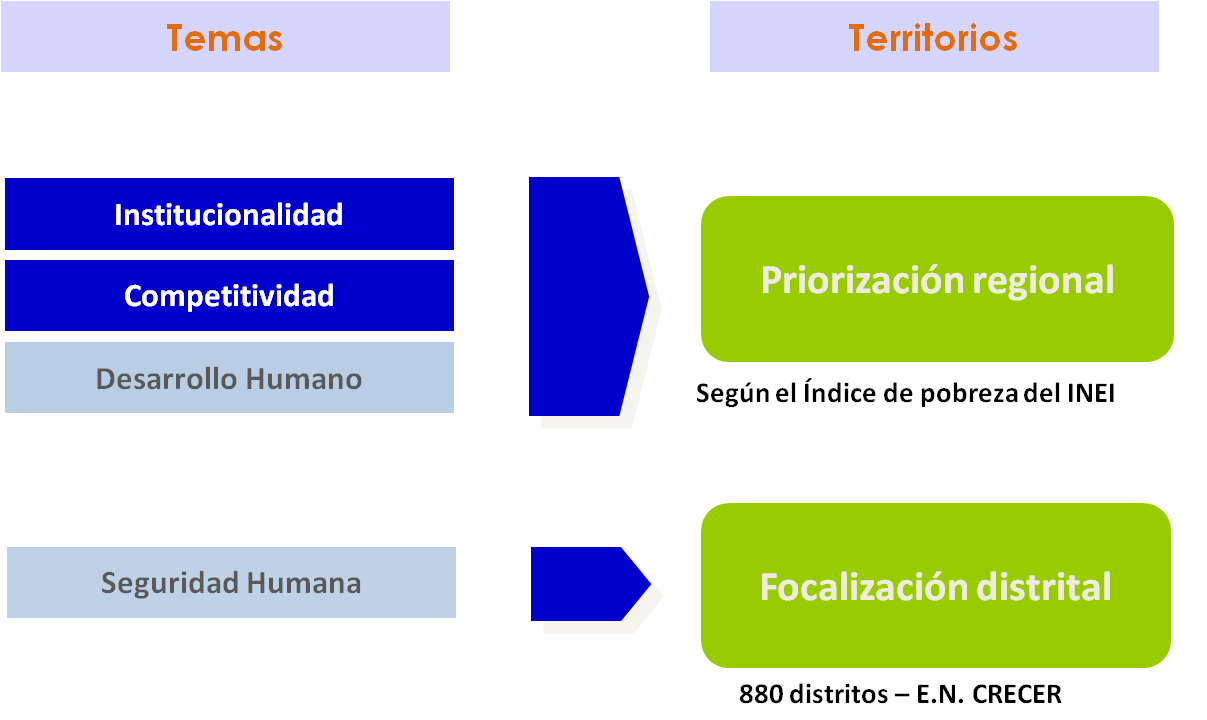 Temas
Territorios
Institucionalidad
Competitividad
Desarrollo Humano
Priorización regional
Según el Índice de pobreza del INEI
Seguridad Humana
Focalización distrital
880 distritos – E.N. CRECER